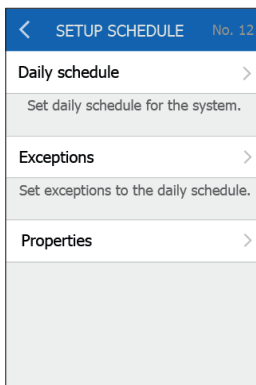 SETUP SCHEDULE No. 12
Daily schedule
Set daily schedule for the system.
Exceptions
Set exceptions to the daily schedule.
Properties